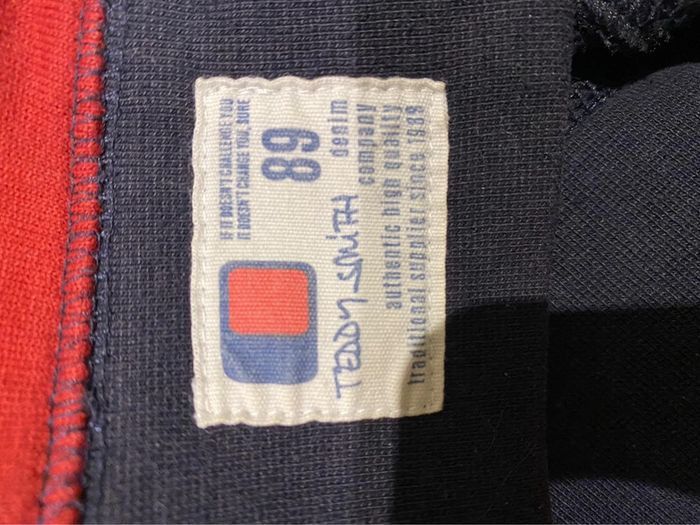 IF IT DOESN'T CHALLENGE YOU
IT DOESN'T CHANGE YOU, SURE
89
TEDDY SMITH denim
company
authentic high quality
traditional supplier since 1989